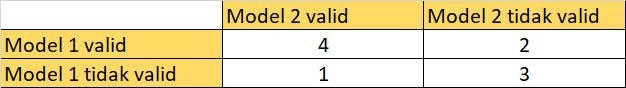 Model 2 valid Model 2 tidak valid
Model 1 valid 4 2
Model 1 tidak valid 1 3